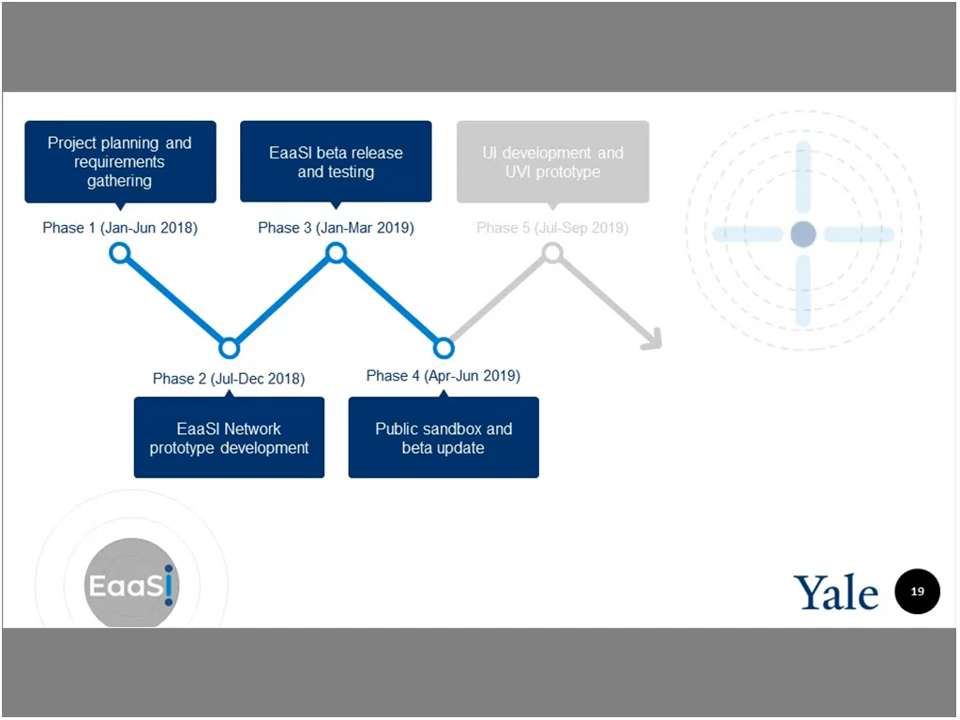 Project planning and
requirements
gathering
Phase 1 (Jan-Jun 2018)
Phase 2 (Jul-Dec 2018)
EaaSI Network
prototype development
EaaSI beta release
and testing
Phase 3 (Jan-Mar 2019)
Phase 4 (Apr-Jun 2019)
Public sandbox and
beta update
UI development and
UVI prototype
Phase 5 (Jul-Sep 2019)
EaaSi
Yale
19